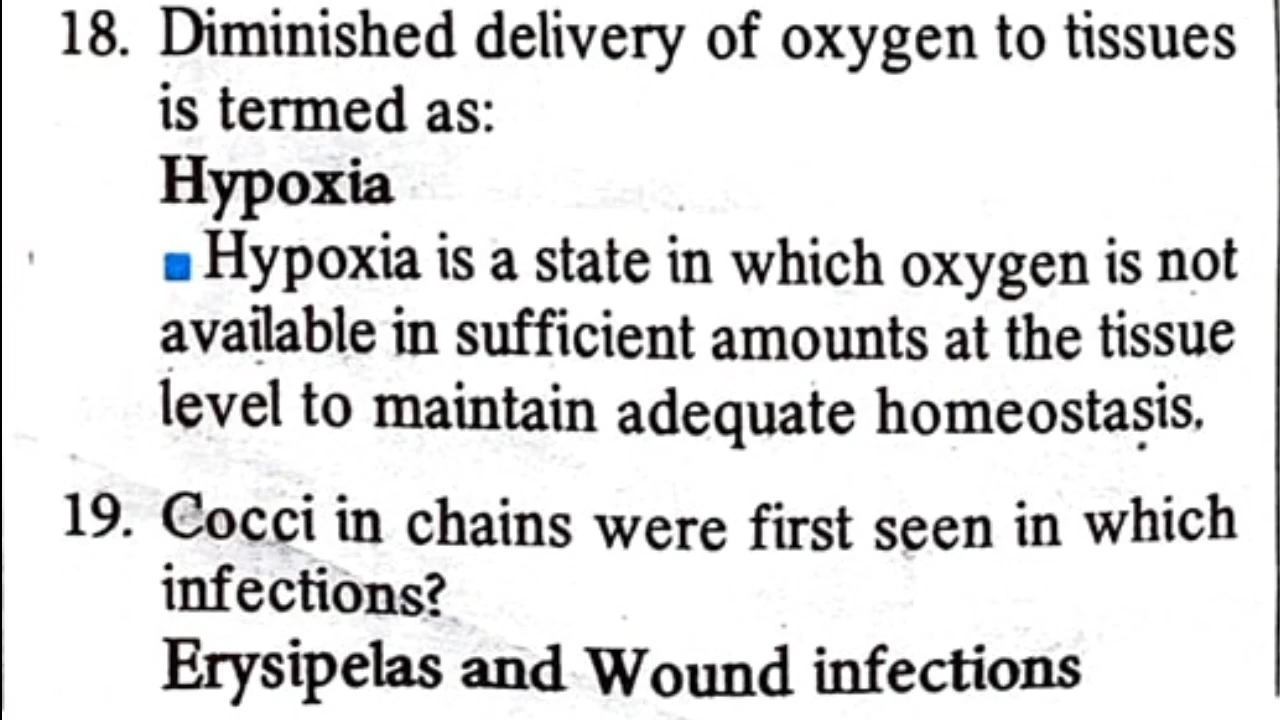 18. Diminished delivery of oxygen to tissues
is termed as:
Hypoxia
■ Hypoxia is a state in which oxygen is not
available in sufficient amounts at the tissue
level to maintain adequate homeostasis.
19. Cocci in chains were first seen in which
infections?
Erysipelas and Wound infections